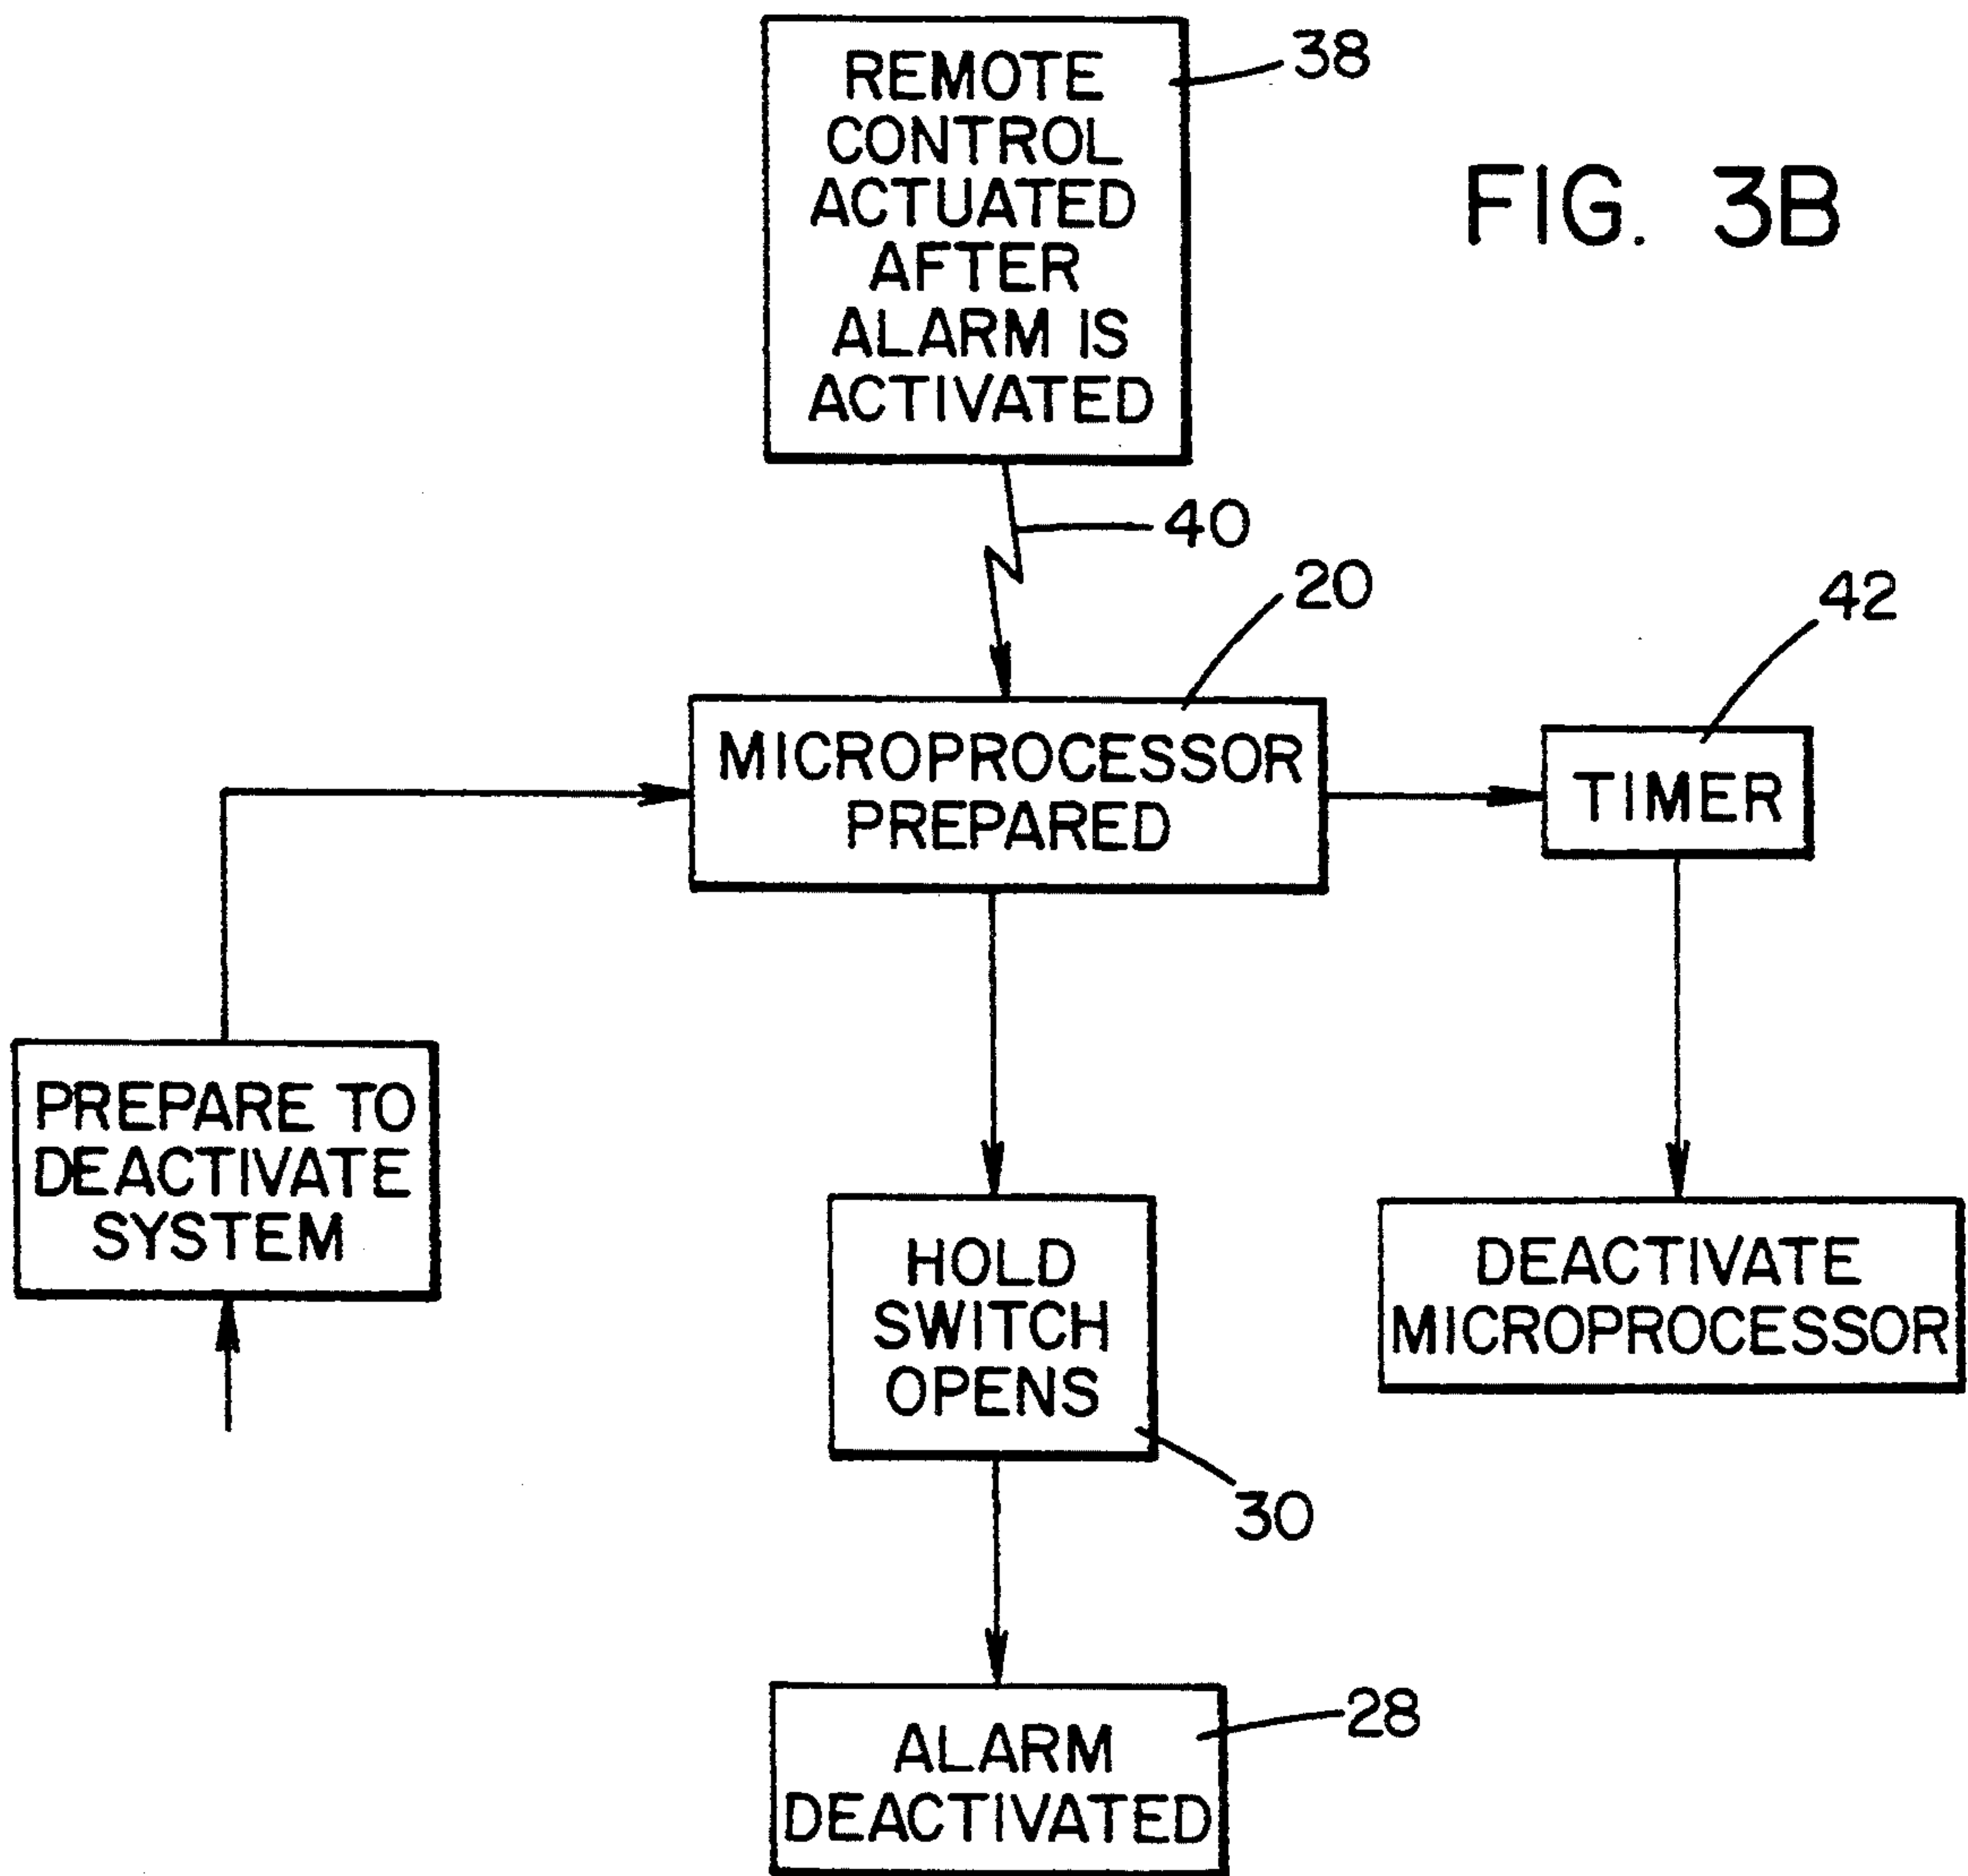 REMOTE
CONTROL
ACTUATED
AFTER
ALARM IS
ACTIVATED
38
FIG. 3B
40
20
42
MICROPROCESSOR
PREPARED
TIMER
PREPARE TO
DEACTIVATE
SYSTEM
HOLD
SWITCH
OPENS
30
DEACTIVATE
MICROPROCESSOR
28
ALARM
DEACTIVATED